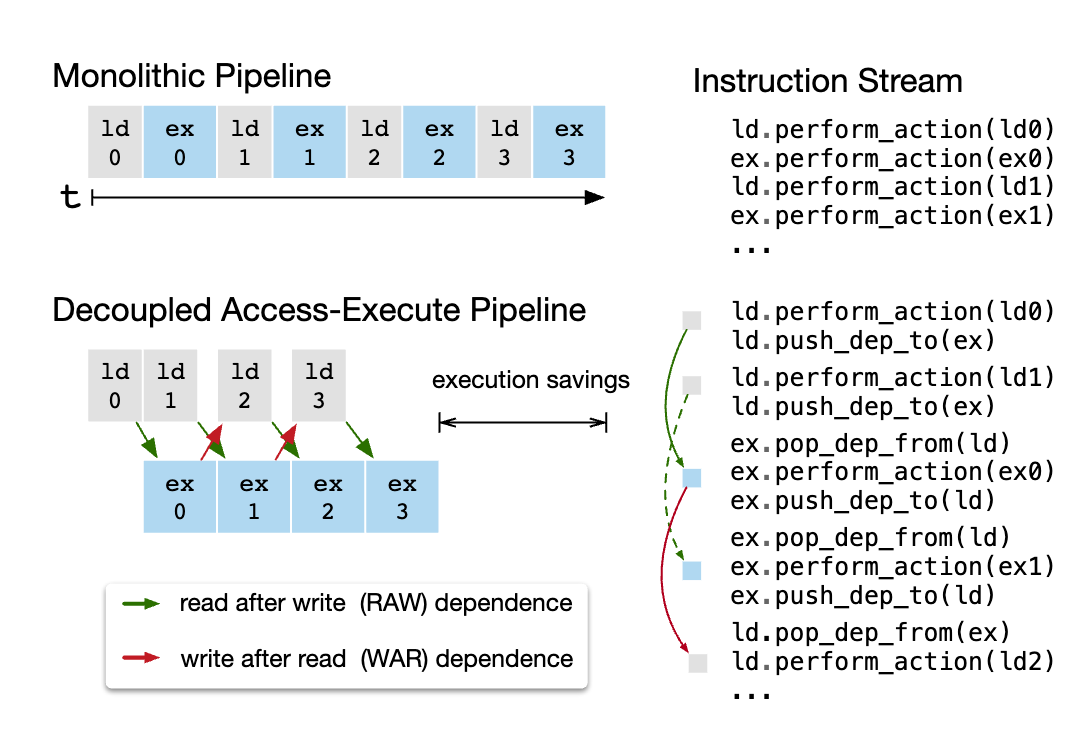 Monolithic Pipeline
ld ex ld ex ld ex ld ex
0 0 1 1 2 2 3 3
t
Decoupled Access-Execute Pipeline
ld ld ld ld
0 1 2 3
execution savings
ex ex ex ex
0 1 2 3
read after write (RAW) dependence
write after read (WAR) dependence
Instruction Stream
ld.perform_action(ld0)
ex.perform_action(ex0)
ld.perform_action(ld1)
ex.perform_action(ex1)
...
ld.perform_action(ld0)
ld.push_dep_to(ex)
ld.perform_action(ld1)
ld.push_dep_to(ex)
ex.pop_dep_from(ld)
ex.perform_action(ex0)
ex.push_dep_to(ld)
ex.pop_dep_from(ld)
ex.perform_action(ex1)
ex.push_dep_to(ld)
ld.pop_dep_from(ex)
ld.perform_action(ld2)
...